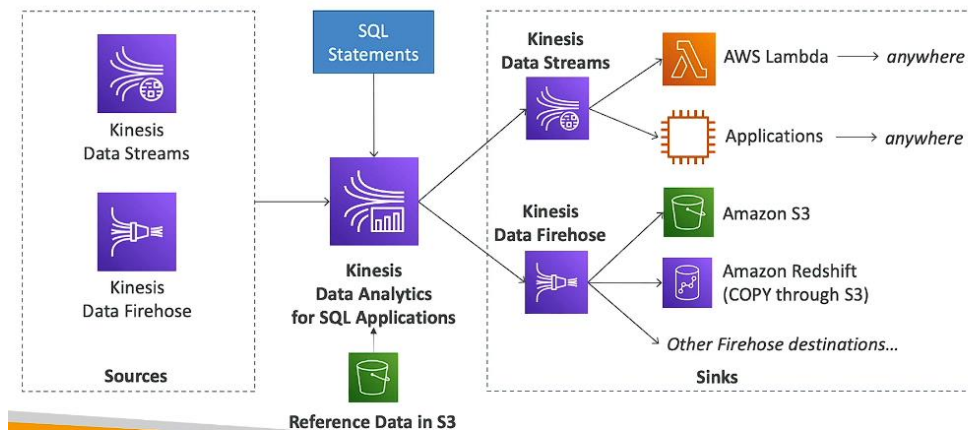 SQL
Statements
Kinesis
Data Streams
Kinesis
Data Firehose
Sources
Kinesis
Data Analytics
for SQL Applications
Reference Data in S3
Kinesis
Data Streams
AWS Lambda
anywhere
Applications
anywhere
Kinesis
Data Firehose
Amazon S3
Amazon Redshift
(COPY through S3)
Other Firehose destinations...
Sinks